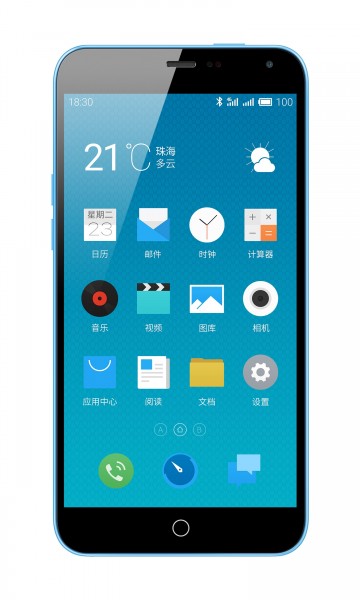 18:30
4G 100
21℃
珠海
多云
星期二
23
日历
邮件
时钟
计算器
音乐
视频
图库
相机
应用中心
阅读
文档
设置
A B